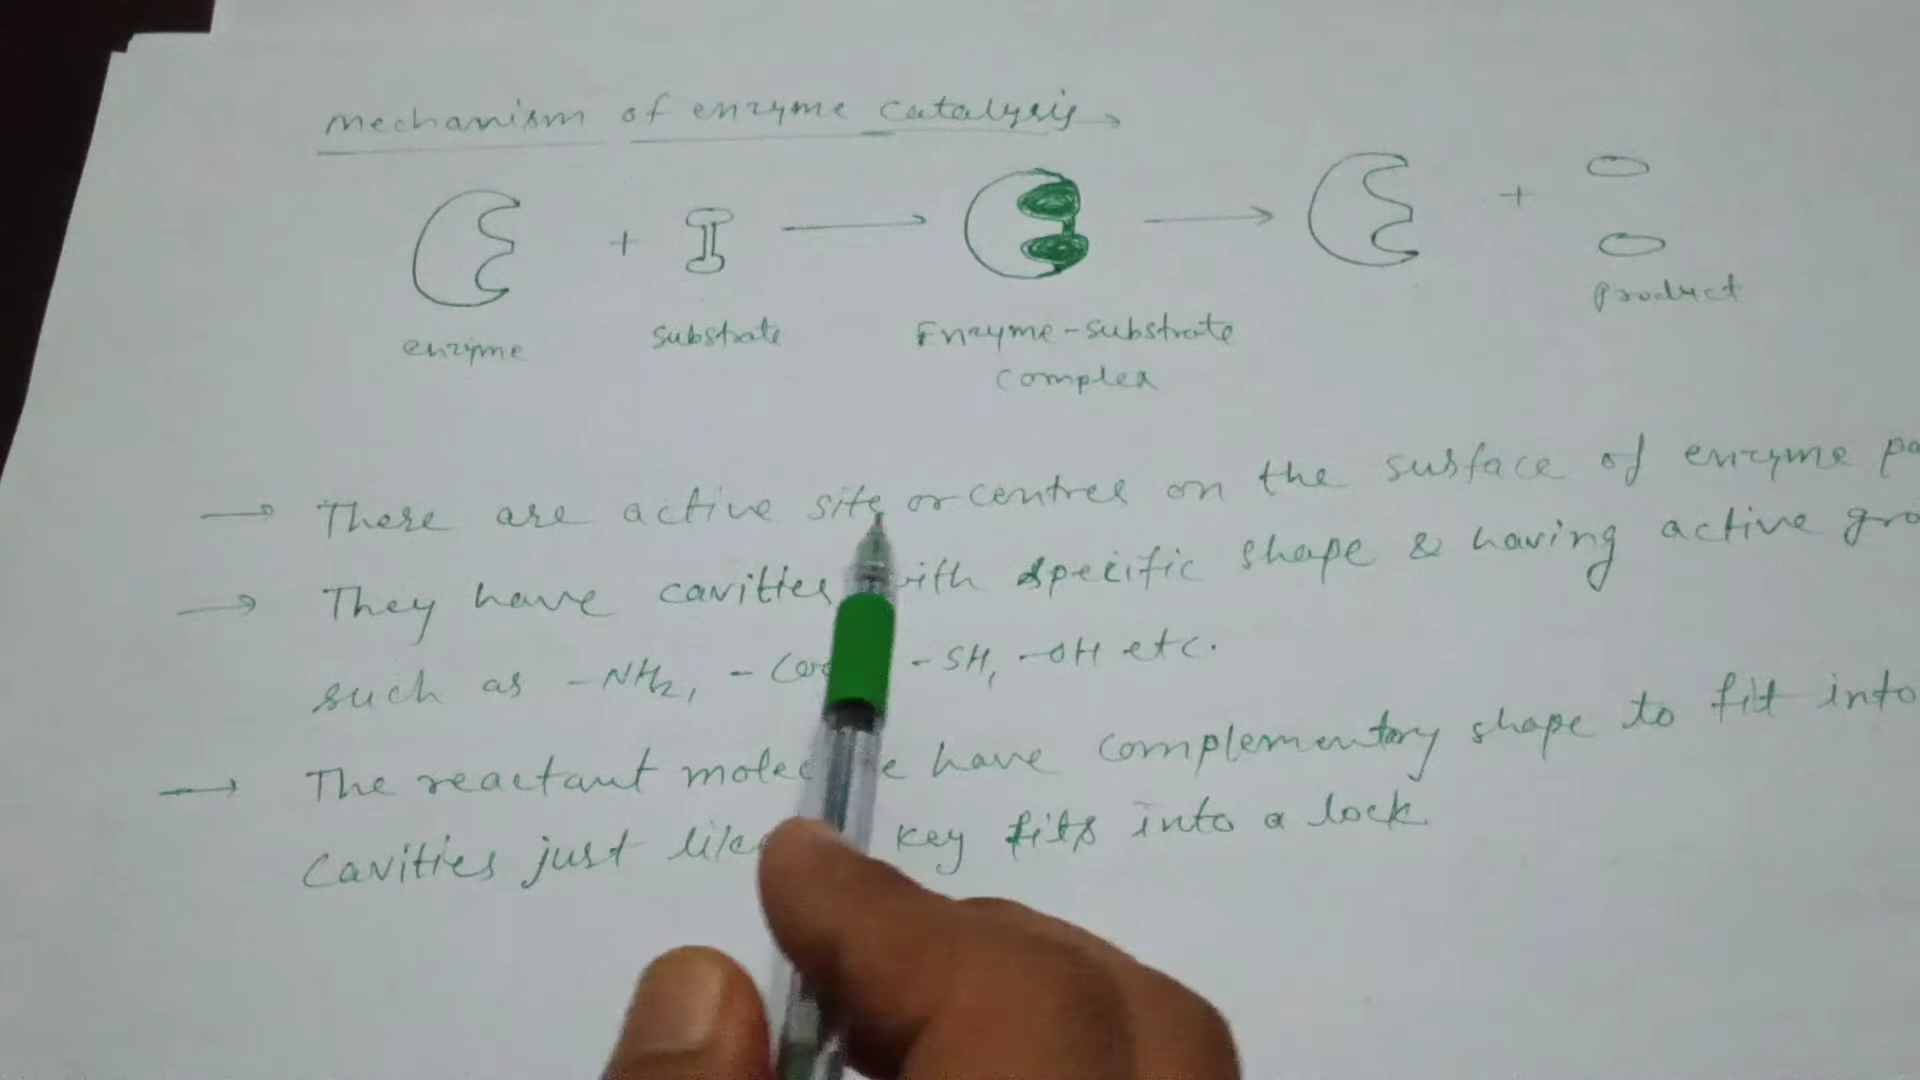 mechanism of enzyme catalysis
+ → → +
enzyme substrate Enzyme-substrate complex product
→ There are active site or centres on the surface of enzyme
→ They have cavities with specific shape & having active
such as -NH2, - -SH, -OH etc.
→ The reactant have complementary shape to fit into
cavities just key fits into a lock